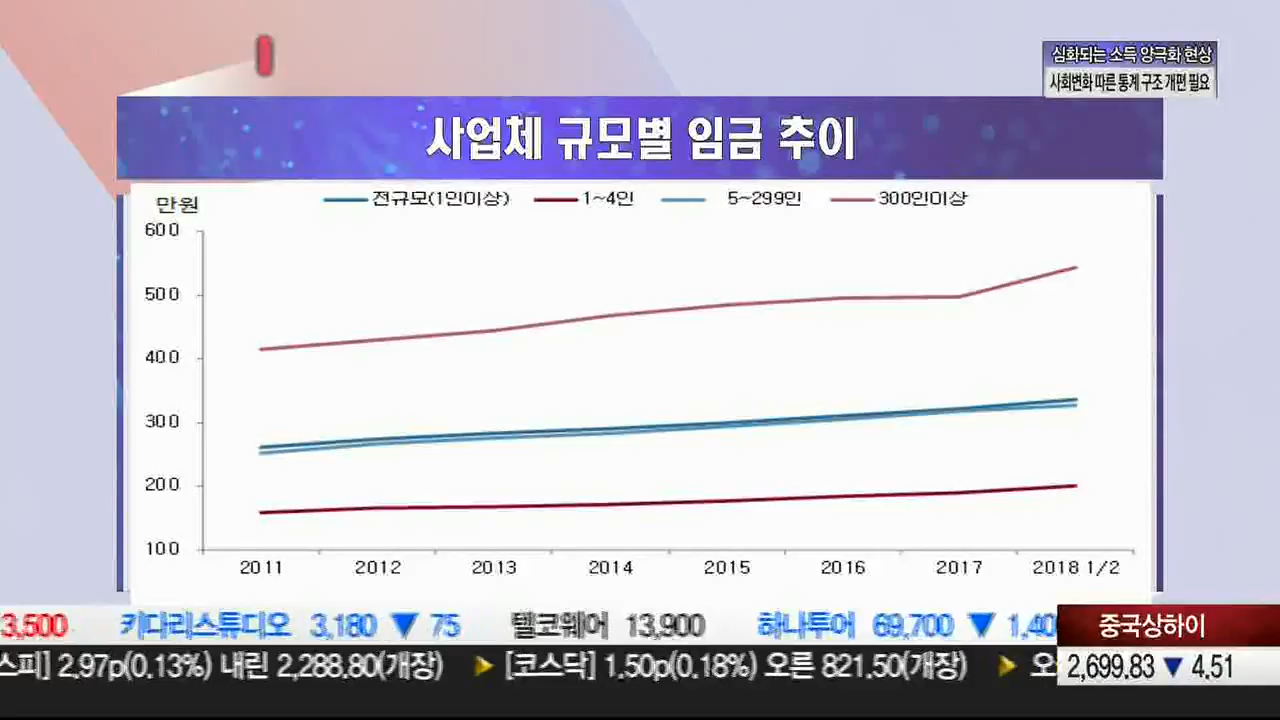 심화되는 소득 양극화 현상
사회변화 따른 통계 구조 개편 필요
사업체 규모별 임금 추이
만원
전규모(1인이상) 1~4인 5~299인 300인이상
600
500
400
300
200
100
2011 2012 2013 2014 2015 2016 2017 2018 1/2
3,500 키다리스튜디오 3,180 ▼ 75 텔코웨어 13,900 하나투어 69,700 ▼ 1,40
중국상하이
스피] 2.97p(0.13%) 내린 2,288.80(개장) [코스닥] 1.50p(0.18%) 오른 821.50(개장)
2,699.83 ▼ 4.51